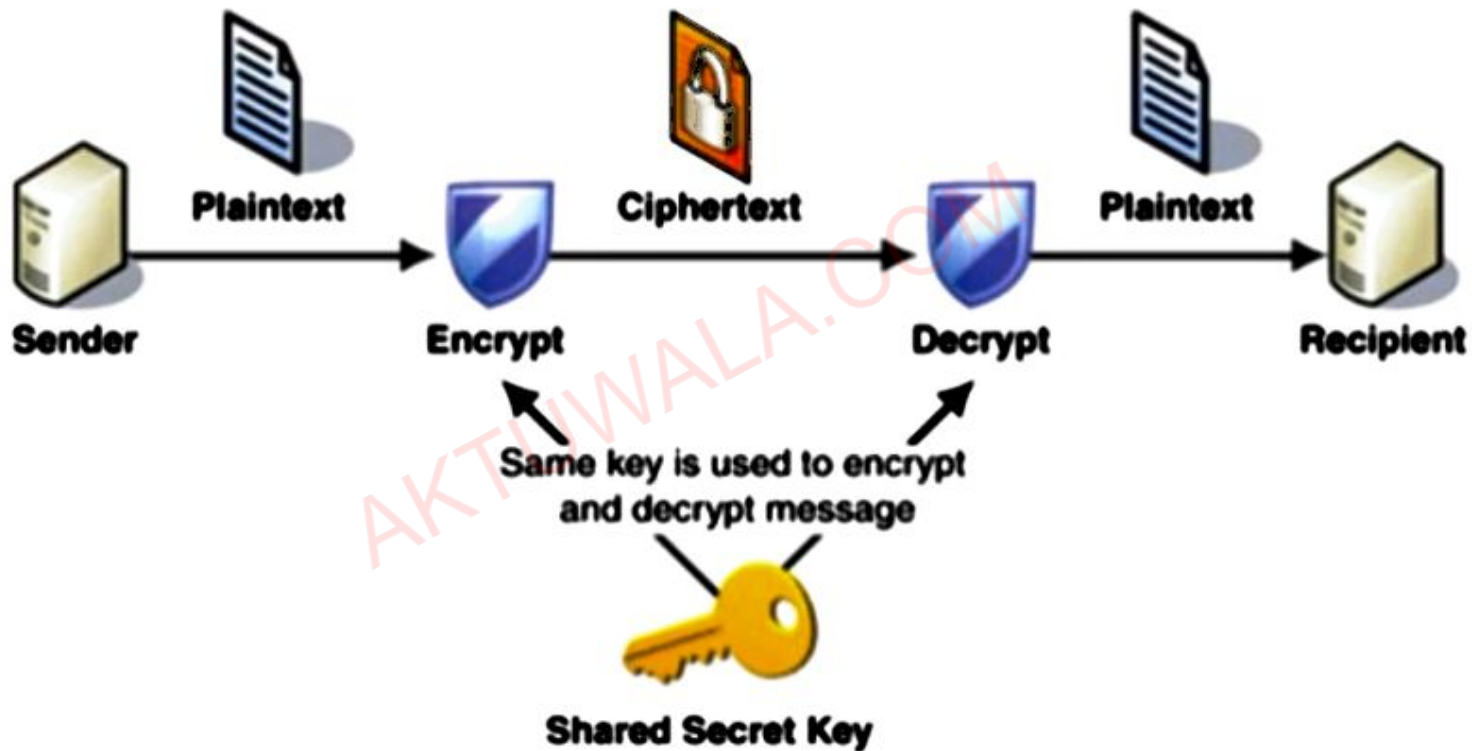 Plaintext
Ciphertext
Plaintext
Sender
Encrypt
Decrypt
Recipient
Same key is used to encrypt
and decrypt message
Shared Secret Key
AKTUWALA.COM